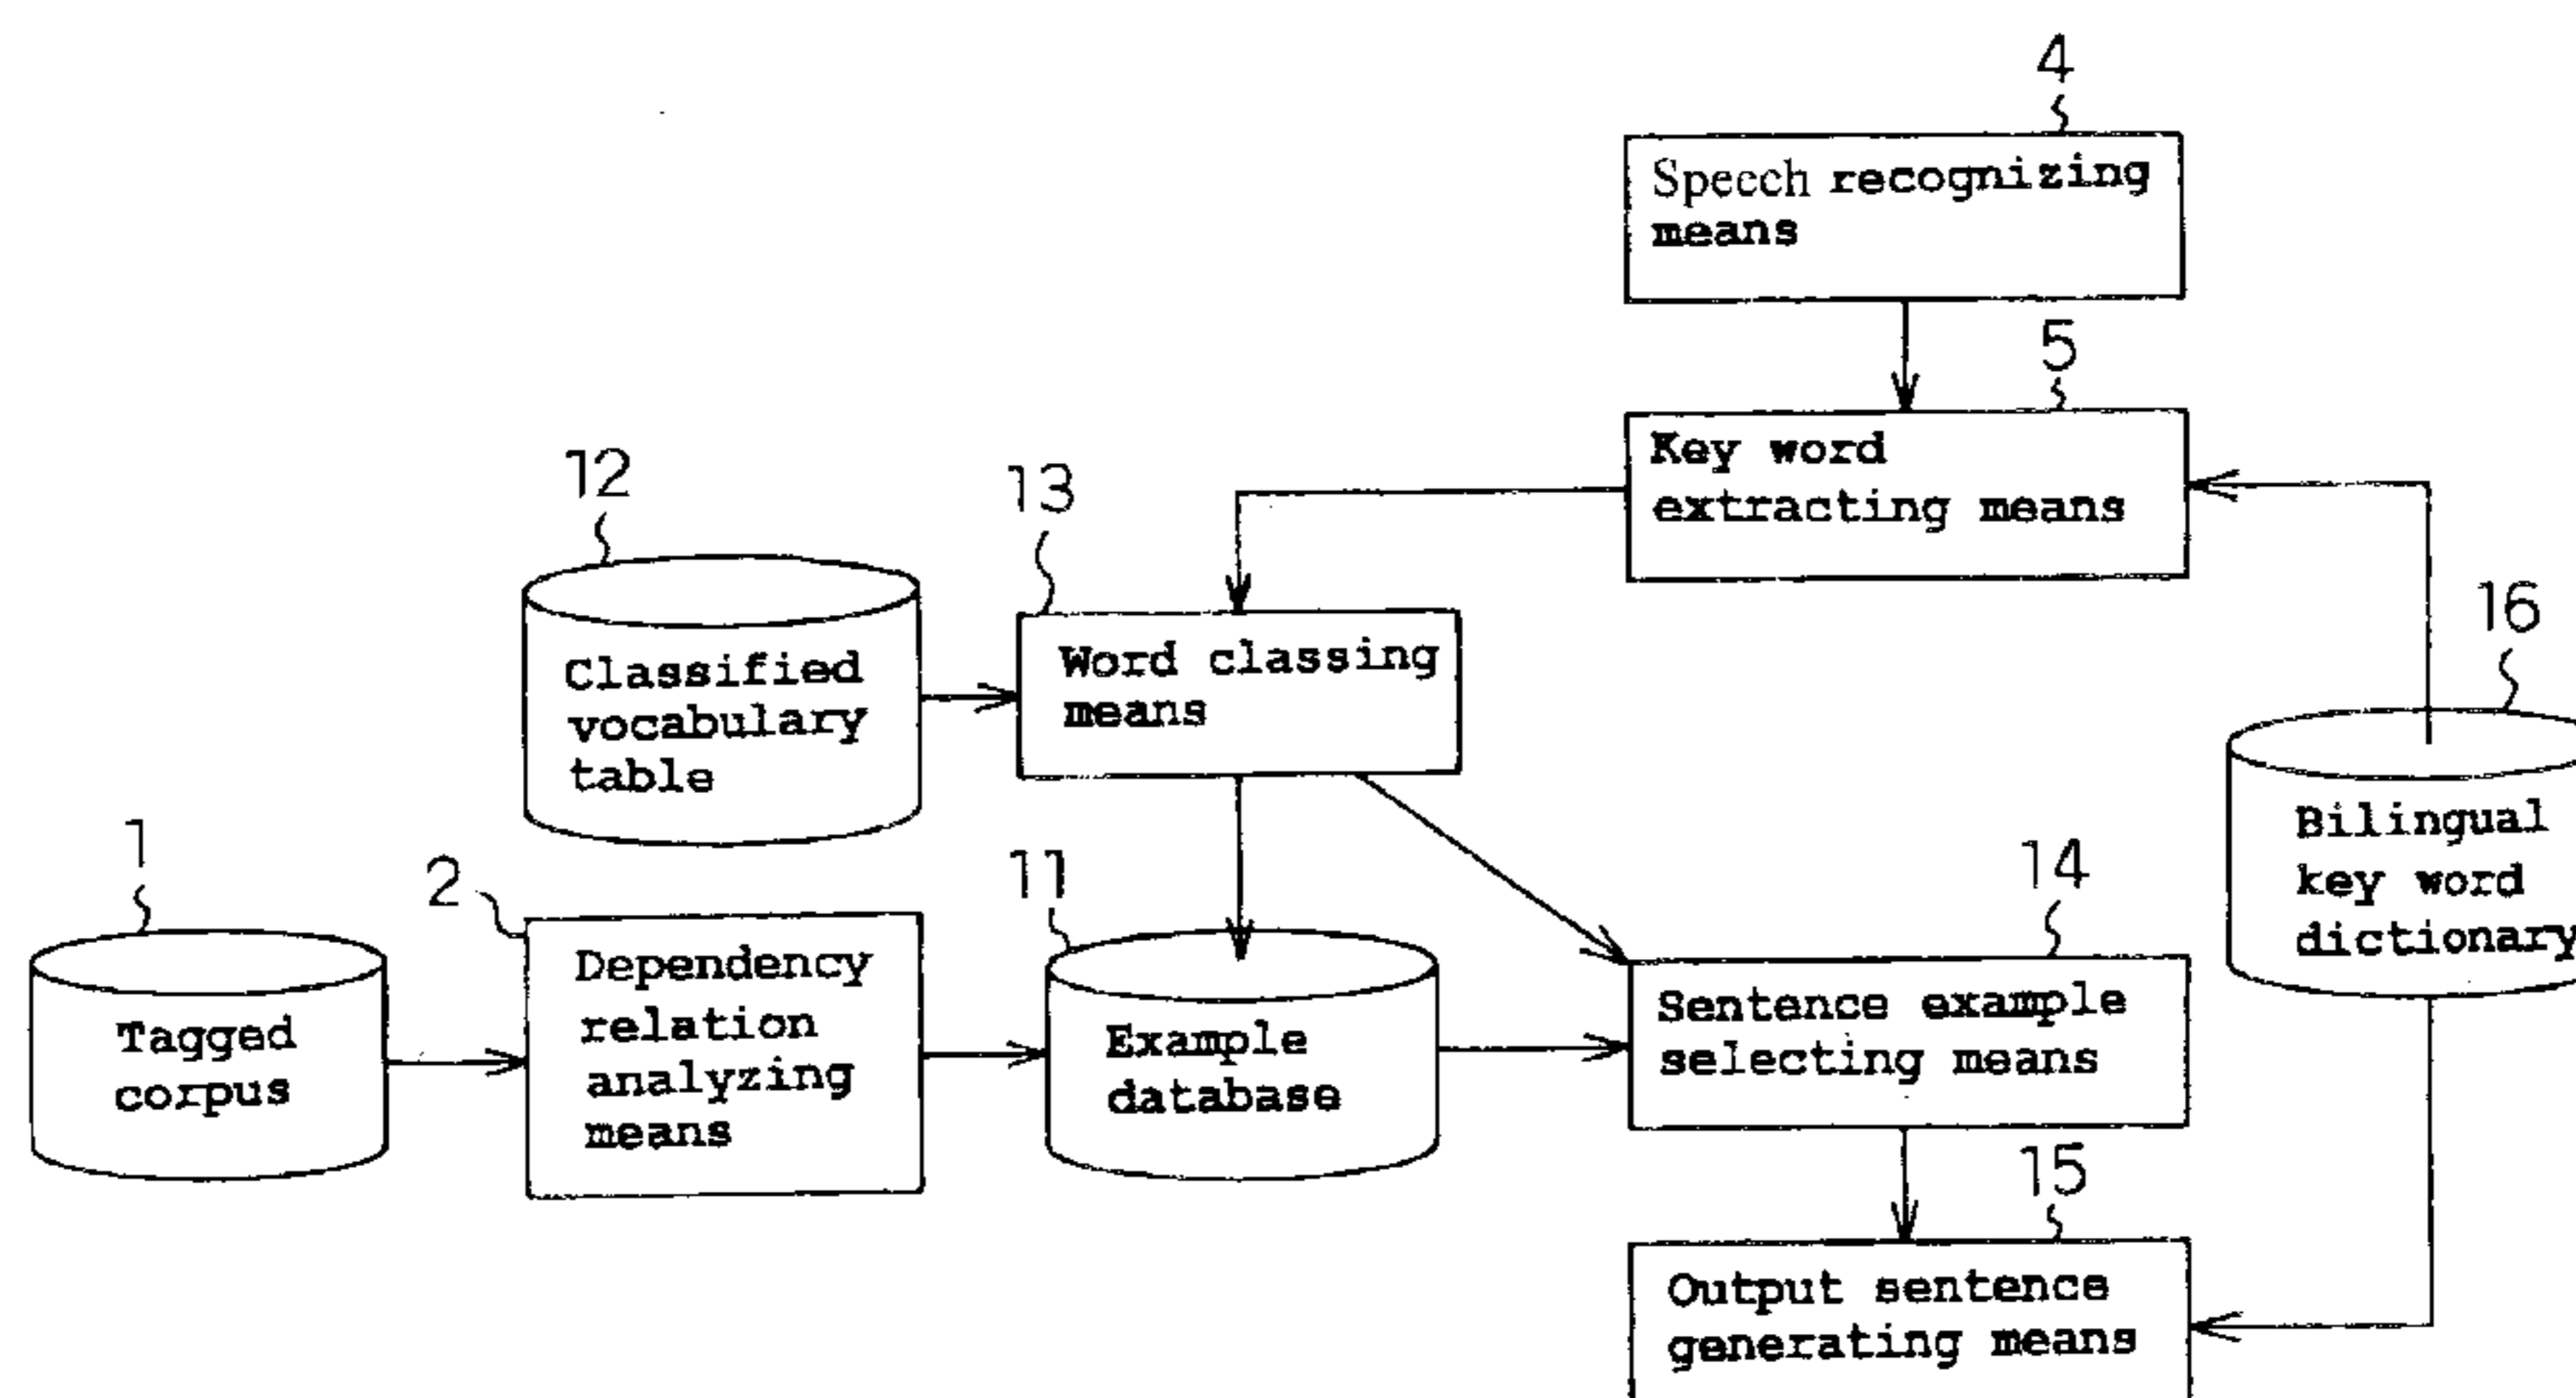 4
Speech recognizing
means
5
Key word
extracting means
12
Classified
vocabulary
table
13
Word classing
means
16
Bilingual
key word
dictionary
1
Tagged
corpus
2
Dependency
relation
analyzing
means
11
Example
database
14
Sentence example
selecting means
15
Output sentence
generating means